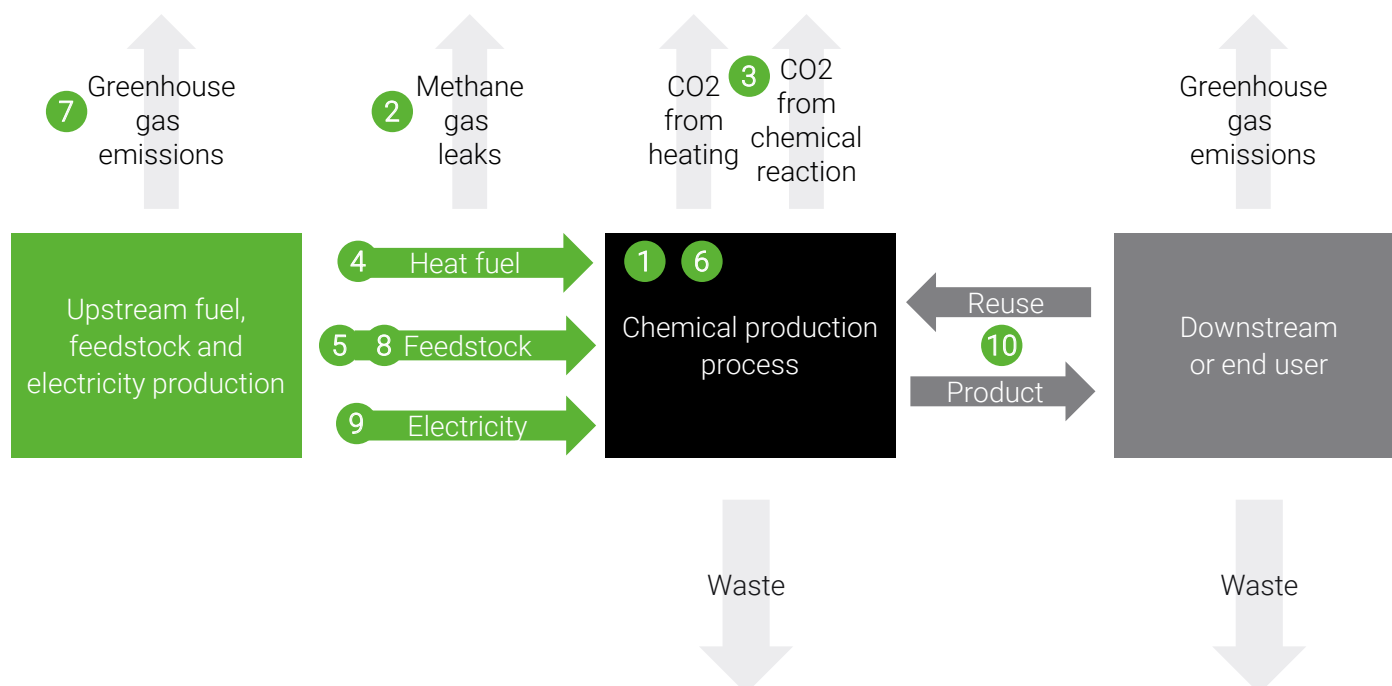 7
Greenhouse
gas
emissions
2
Methane
gas
leaks
CO2
from
heating
3
CO2
from
chemical
reaction
Greenhouse
gas
emissions
Upstream fuel,
feedstock and
electricity production
4 Heat fuel
5 8 Feedstock
9 Electricity
1 6
Chemical production
process
Reuse
10
Product
Downstream
or end user
Waste
Waste